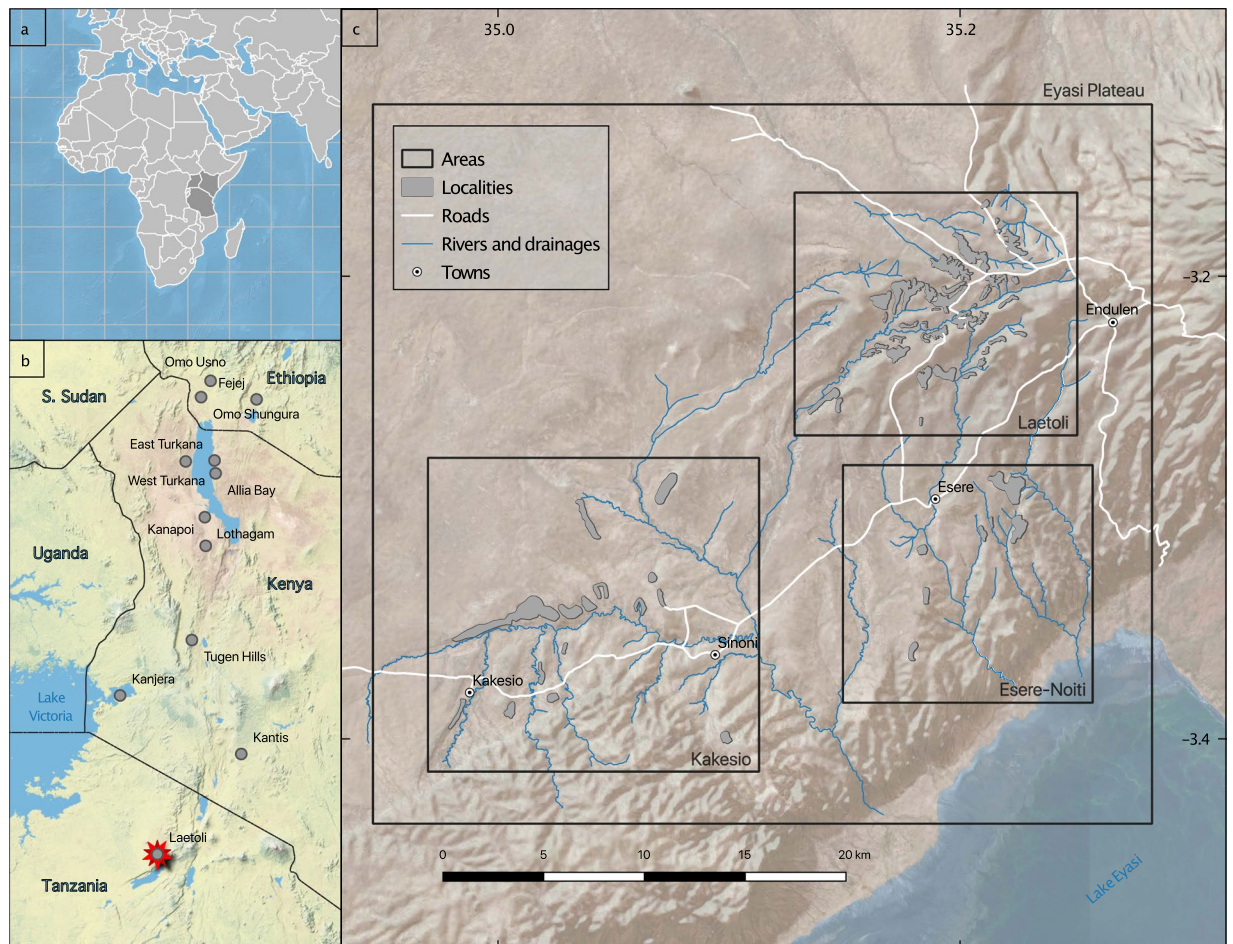 a
b
Omo Usno
Fejej
Ethiopia
S. Sudan
Omo Shungura
East Turkana
West Turkana
Allia Bay
Kanapoi
Lothagam
Uganda
Kenya
Tugen Hills
Kanjera
Lake
Victoria
Kantis
Laetoli
Tanzania
c
35.0
35.2
Eyasi Plateau
Areas
Localities
Roads
Rivers and drainages
Towns
-3.2
Endulen
Laetoli
Esere
Sinoni
Kakesio
Esere-Noiti
-3.4
Kakesio
0 5 10 15 20 km
Lake Eyasi